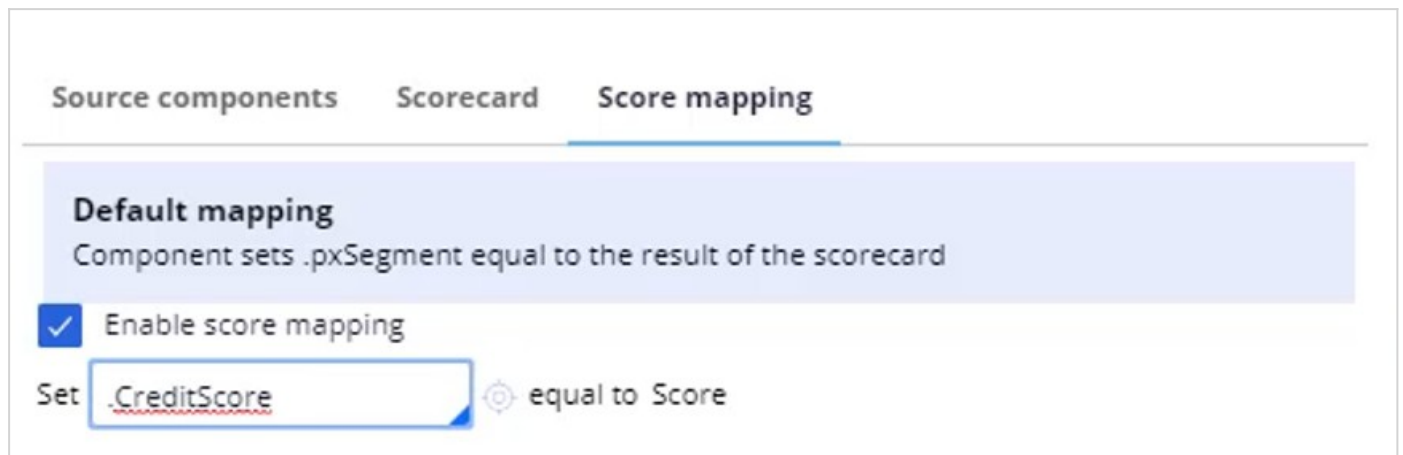 Source components Scorecard Score mapping
Default mapping
Component sets .pxSegment equal to the result of the scorecard
Enable score mapping
Set .CreditScore equal to Score